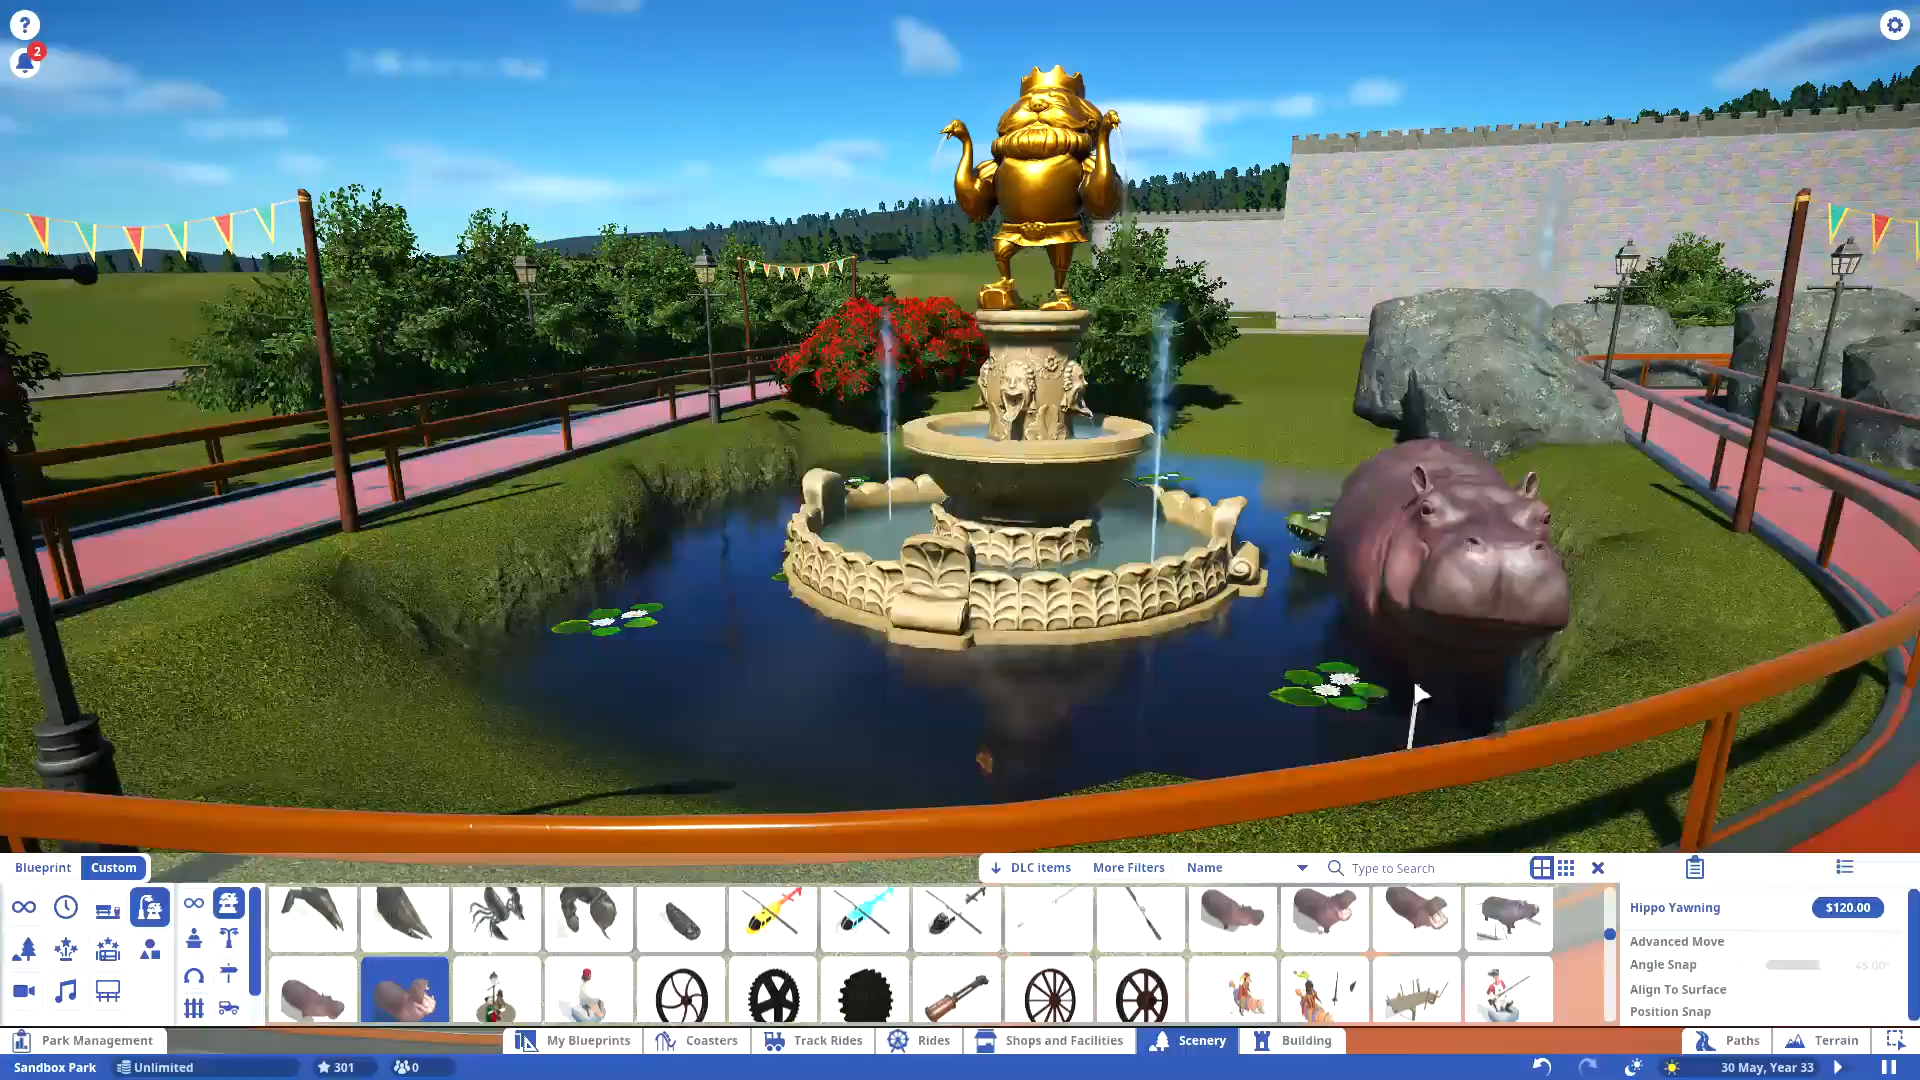 ?
2
Blueprint
Custom
DLC items
More Filters
Name
Type to Search
Hippo Yawning
$120.00
Advanced Move
Angle Snap
45.00°
Align To Surface
Position Snap
Park Management
My Blueprints
Coasters
Track Rides
Rides
Shops and Facilities
Scenery
Building
Paths
Terrain
Sandbox Park
Unlimited
301
0
30 May, Year 33